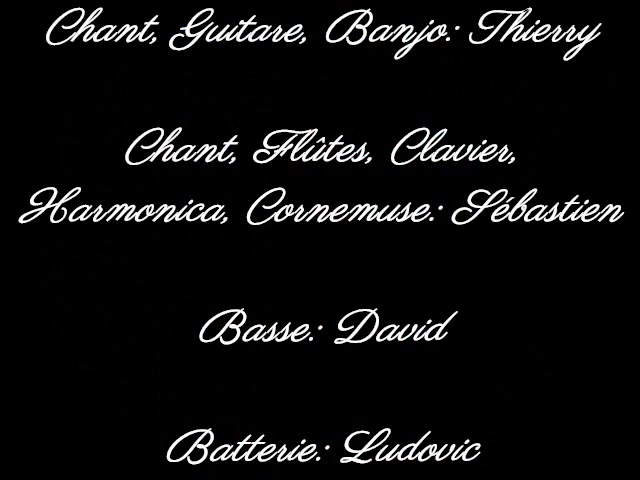 Chant, Guitare, Banjo: Thierry
Chant, Flûtes, Clavier,
Harmonica, Cornemuse: Sébastien
Basse: David
Batterie: Ludovic